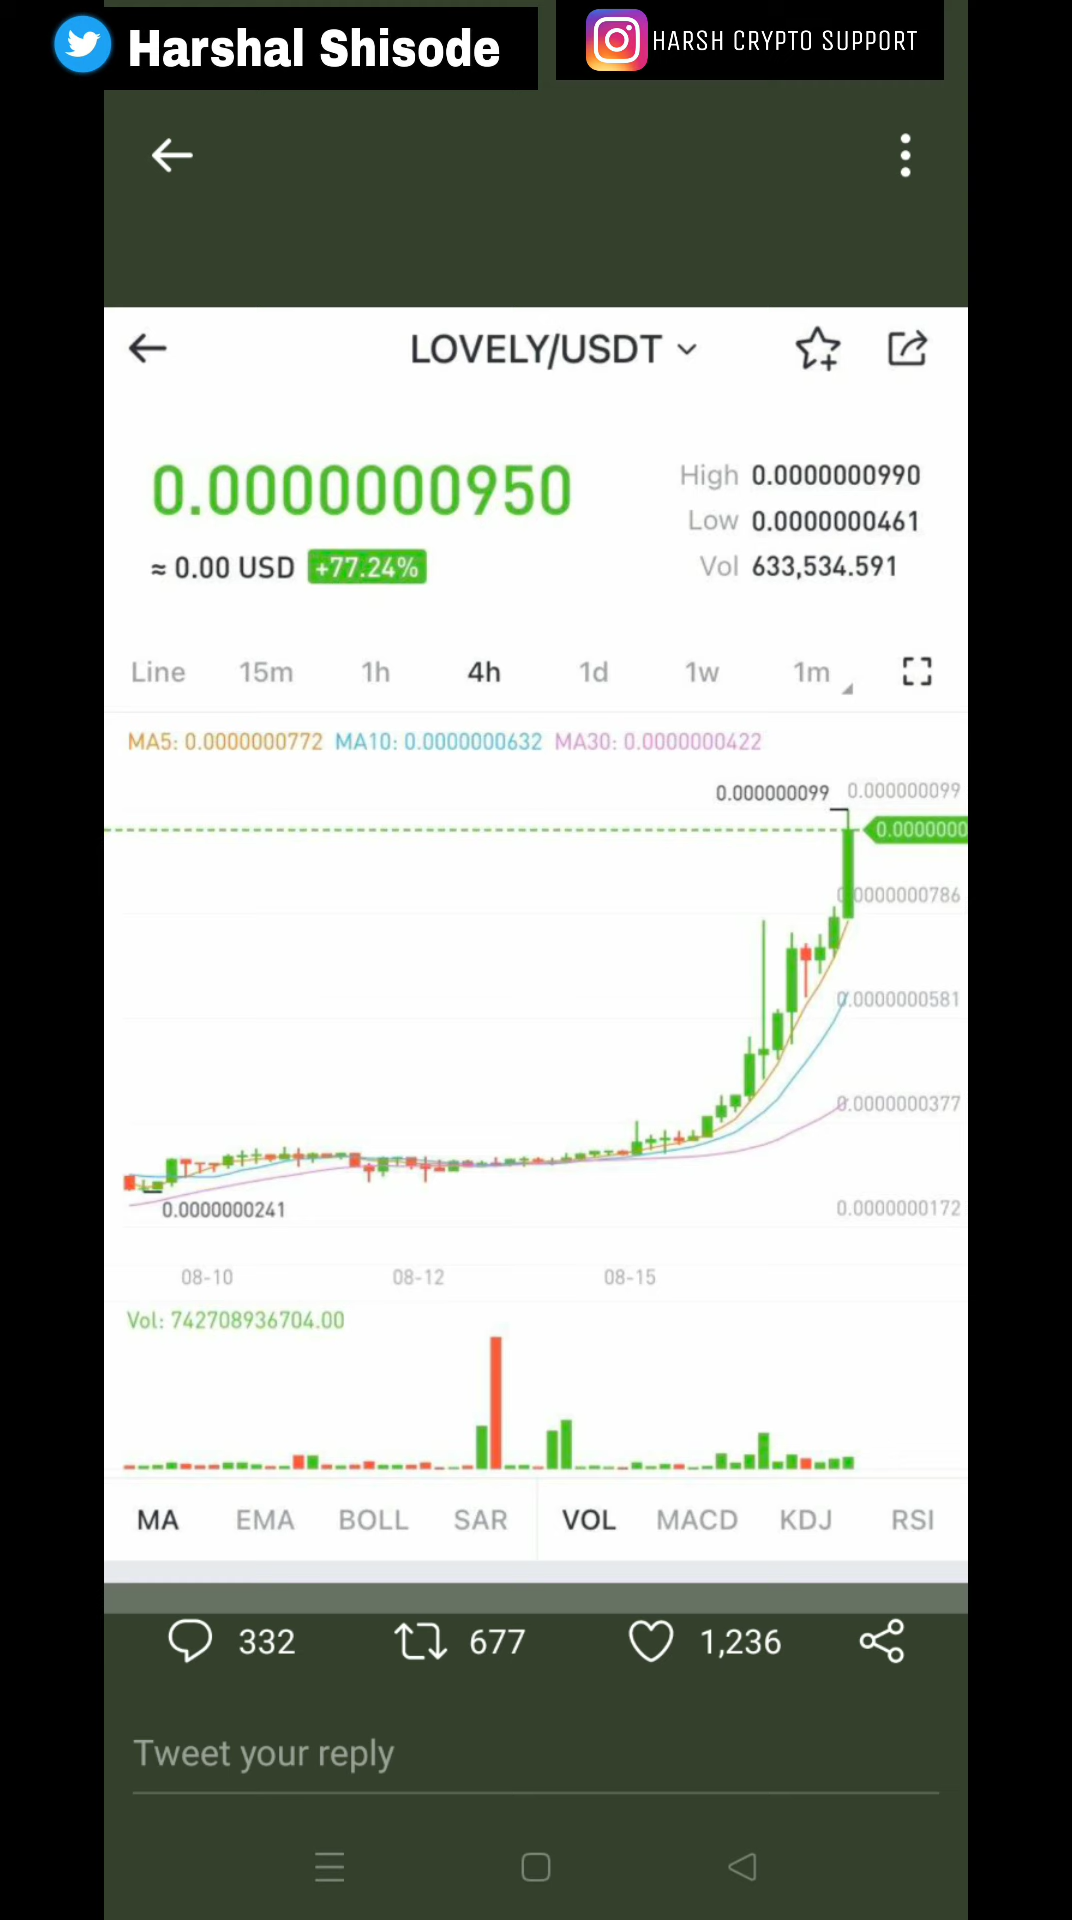 Harshal Shisode
HARSH CRYPTO SUPPORT
LOVELY/USDT
0.0000000950
High 0.0000000990
Low 0.0000000461
≈ 0.00 USD +77.24%
Vol 633,534.591
Line 15m 1h 4h 1d 1w 1m
MA5: 0.0000000772 MA10: 0.0000000632 MA30: 0.0000000422
0.000000099 0.000000099
0.0000000
0.0000000786
0.0000000581
0.0000000377
0.0000000241
0.0000000172
08-10 08-12 08-15
Vol: 742708936704.00
MA EMA BOLL SAR VOL MACD KDJ RSI
332 677 1,236
Tweet your reply